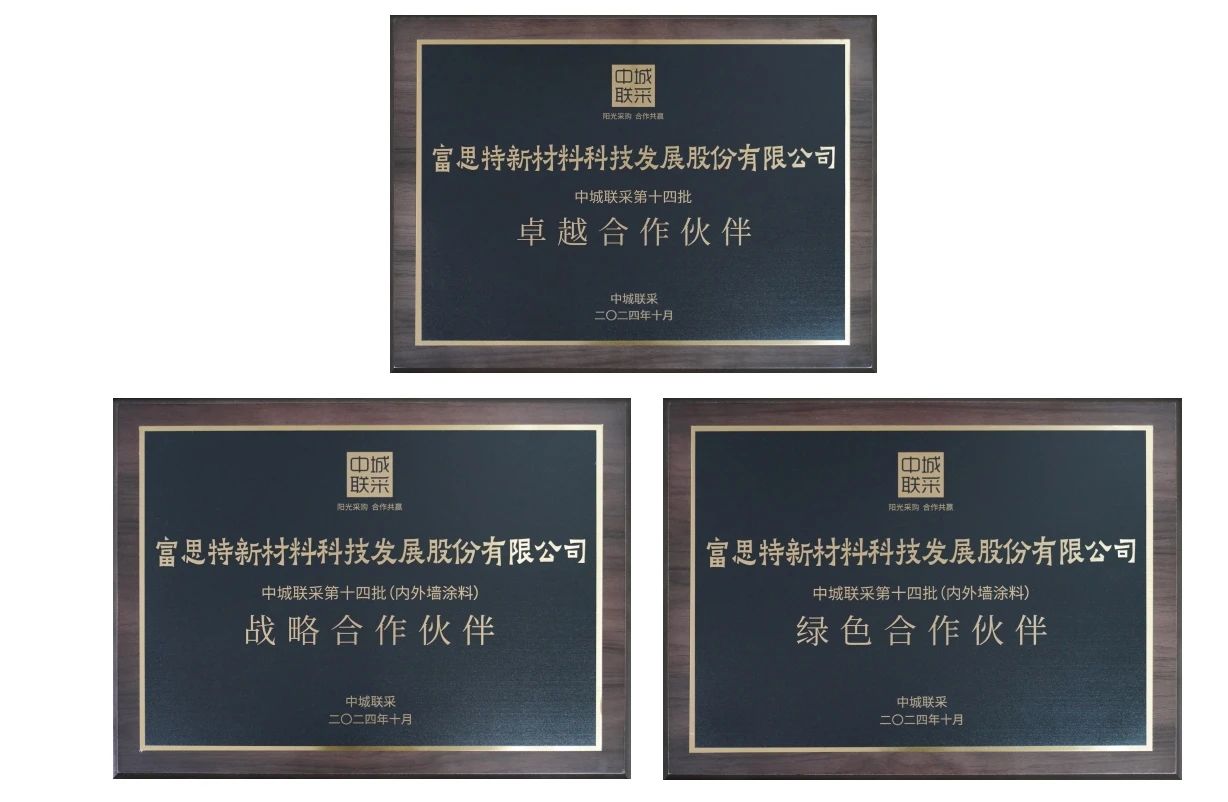 中城
联采
阳光采购 合作共赢
富思特新材料科技发展股份有限公司
中城联采第十四批
卓越合作伙伴
中城联采
二〇二四年十月
中城
联采
阳光采购 合作共赢
富思特新材料科技发展股份有限公司
中城联采第十四批(内外墙涂料)
战略合作伙伴
中城联采
二〇二四年十月
中城
联采
阳光采购 合作共赢
富思特新材料科技发展股份有限公司
中城联采第十四批(内外墙涂料)
绿色合作伙伴
中城联采
二〇二四年十月